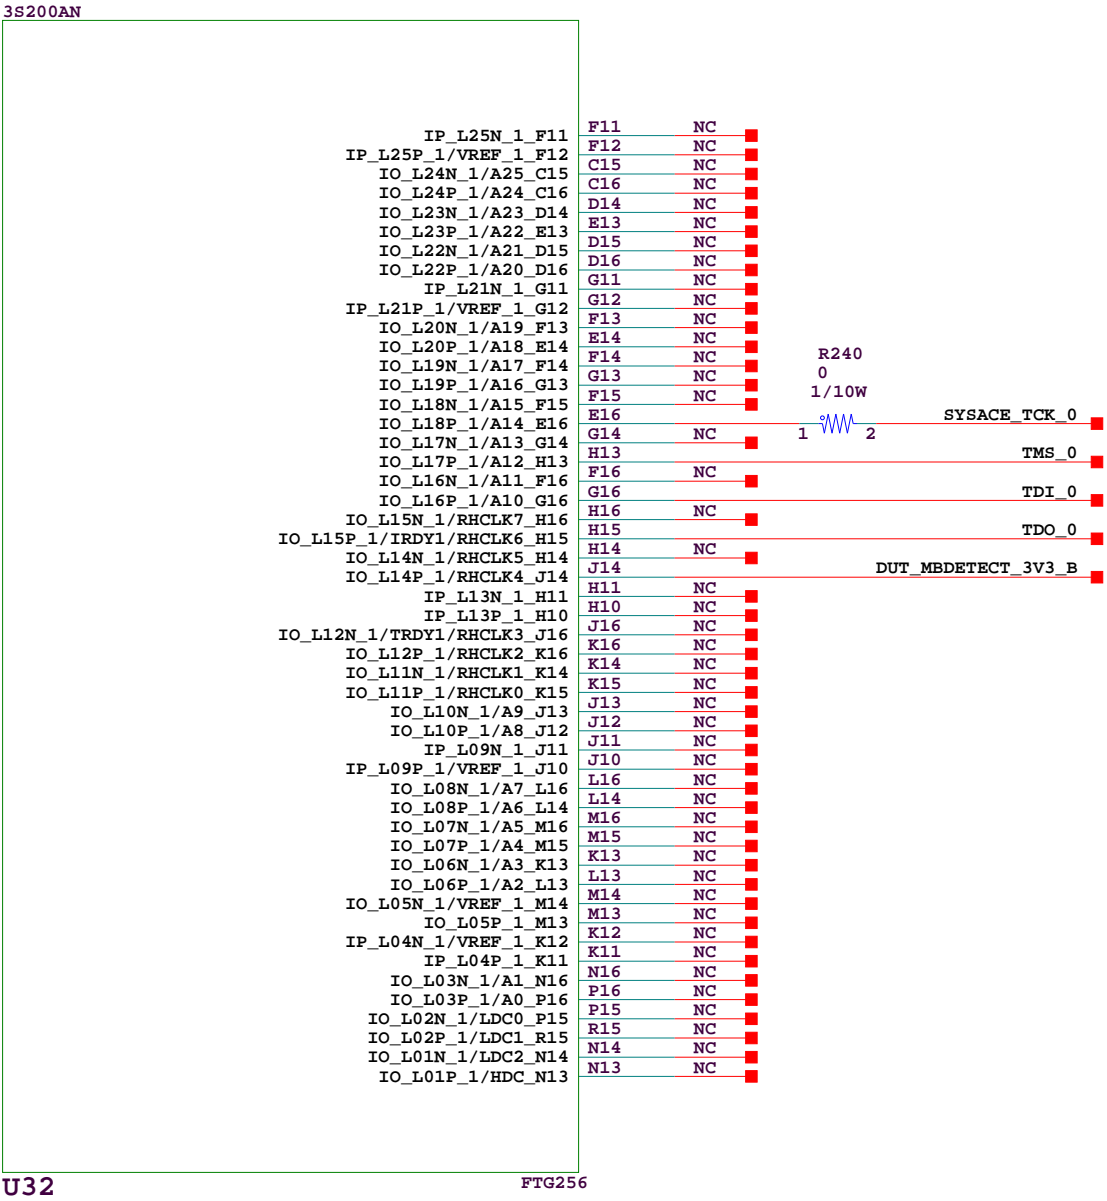 3S200AN
IP_L25N_1_F11 F11 NC
IP_L25P_1/VREF_1_F12 F12 NC
IO_L24N_1/A25_C15 C15 NC
IO_L24P_1/A24_C16 C16 NC
IO_L23N_1/A23_D14 D14 NC
IO_L23P_1/A22_E13 E13 NC
IO_L22N_1/A21_D15 D15 NC
IO_L22P_1/A20_D16 D16 NC
IP_L21N_1_G11 G11 NC
IP_L21P_1/VREF_1_G12 G12 NC
IO_L20N_1/A19_F13 F13 NC
IO_L20P_1/A18_E14 E14 NC
R240
IO_L19N_1/A17_F14 F14 NC
0
IO_L19P_1/A16_G13 G13 NC
1/10W
IO_L18N_1/A15_F15 F15 NC
IO_L18P_1/A14_E16 E16 1 2 SYSACE_TCK_0
IO_L17N_1/A13_G14 G14 NC
IO_L17P_1/A12_H13 H13 TMS_0
IO_L16N_1/A11_F16 F16 NC
IO_L16P_1/A10_G16 G16 TDI_0
IO_L15N_1/RHCLK7_H16 H16 NC
IO_L15P_1/IRDY1/RHCLK6_H15 H15 TDO_0
IO_L14N_1/RHCLK5_H14 H14 NC
IO_L14P_1/RHCLK4_J14 J14 DUT_MBDETECT_3V3_B
IP_L13N_1_H11 H11 NC
IP_L13P_1_H10 H10 NC
IO_L12N_1/TRDY1/RHCLK3_J16 J16 NC
IO_L12P_1/RHCLK2_K16 K16 NC
IO_L11N_1/RHCLK1_K14 K14 NC
IO_L11P_1/RHCLK0_K15 K15 NC
IO_L10N_1/A9_J13 J13 NC
IO_L10P_1/A8_J12 J12 NC
IP_L09N_1_J11 J11 NC
IP_L09P_1/VREF_1_J10 J10 NC
IO_L08N_1/A7_L16 L16 NC
IO_L08P_1/A6_L14 L14 NC
IO_L07N_1/A5_M16 M16 NC
IO_L07P_1/A4_M15 M15 NC
IO_L06N_1/A3_K13 K13 NC
IO_L06P_1/A2_L13 L13 NC
IO_L05N_1/VREF_1_M14 M14 NC
IO_L05P_1_M13 M13 NC
IP_L04N_1/VREF_1_K12 K12 NC
IP_L04P_1_K11 K11 NC
IO_L03N_1/A1_N16 N16 NC
IO_L03P_1/A0_P16 P16 NC
IO_L02N_1/LDC0_P15 P15 NC
IO_L02P_1/LDC1_R15 R15 NC
IO_L01N_1/LDC2_N14 N14 NC
IO_L01P_1/HDC_N13 N13 NC
U32 FTG256